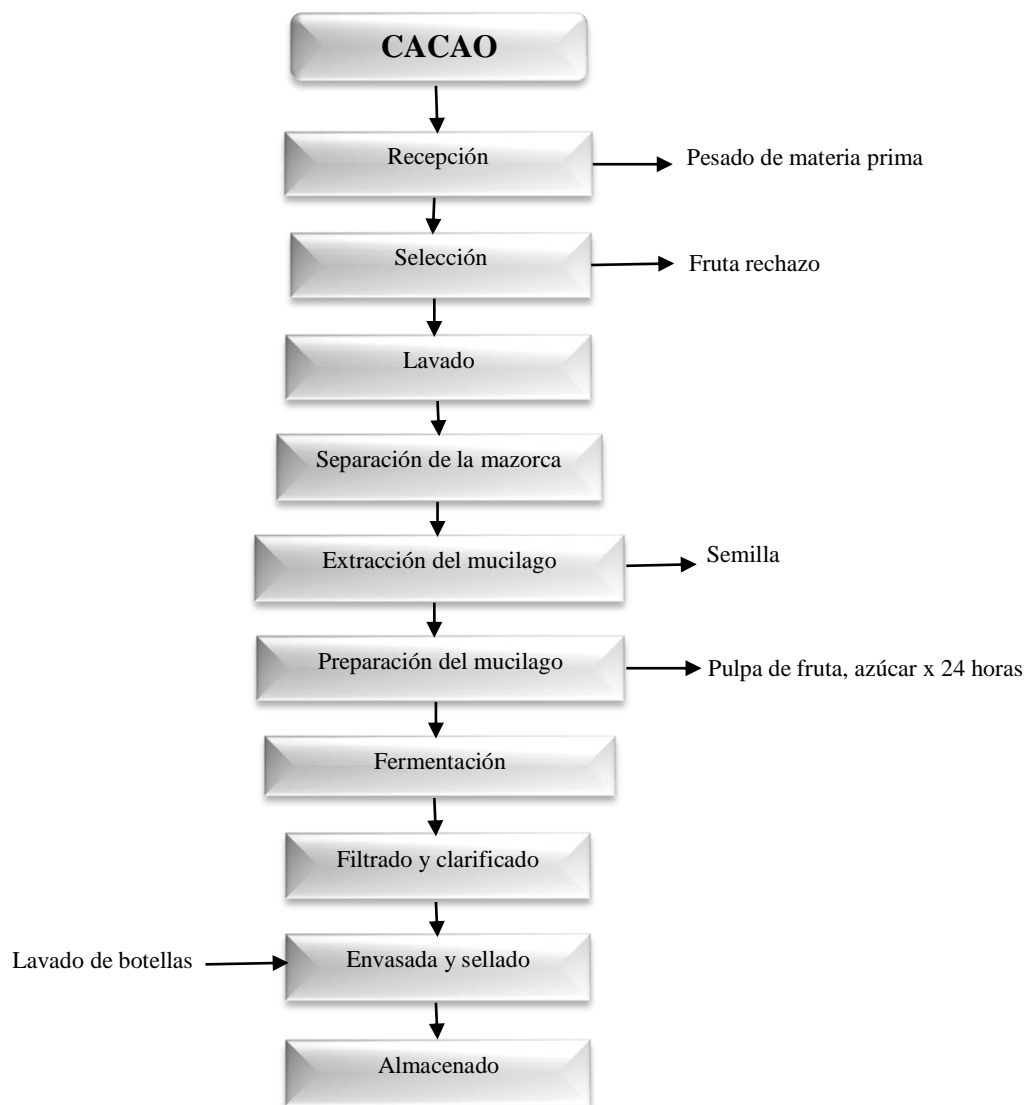 CACAO
Recepción
Pesado de materia prima
Selección
Fruta rechazo
Lavado
Separación de la mazorca
Extracción del mucilago
Semilla
Preparación del mucilago
Pulpa de fruta, azúcar x 24 horas
Fermentación
Filtrado y clarificado
Lavado de botellas
Envasada y sellado
Almacenado